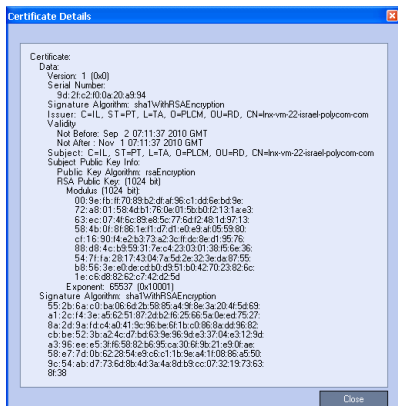 Certificate Details
Certificate:
Data:
Version: 1 (0x0)
Serial Number:
9d:2f:c2:f0:0a:20:a9:94
Signature Algorithm: sha1WithRSAEncryption
Issuer: C=IL, ST=PT, L=TA, O=PLCM, OU=RD, CN=lnx-vm-22-israel-polycom-com
Validity
Not Before: Sep 2 07:11:37 2010 GMT
Not After : Nov 1 07:11:37 2010 GMT
Subject: C=IL, ST=PT, L=TA, O=PLCM, OU=RD, CN=lnx-vm-22-israel-polycom-com
Subject Public Key Info:
Public Key Algorithm: rsaEncryption
RSA Public Key: (1024 bit)
Modulus (1024 bit):
00:9e:fb:ff:70:89:b2:df:af:96:c1:dd:6e:bd:9e:
72:a8:01:58:4d:b1:76:0e:01:5b:b0:f2:13:1a:e3:
63:ec:07:4f:6c:89:e8:5c:77:6d:f2:48:1d:97:13:
58:4b:0f:8f:86:1e:f1:d7:d1:e0:e9:af:05:59:80:
cf:16:90:f4:e2:b3:73:a2:3c:ff:dc:8e:d1:95:76:
88:d8:4c:b9:59:31:7e:c4:23:03:01:38:f5:6e:36:
54:7f:fa:28:17:43:04:7a:5d:2e:32:3e:da:87:55:
b8:56:3e:e0:de:cd:b0:d9:51:b0:42:70:23:82:6c:
1e:c6:d8:82:62:c7:42:d2:5d
Exponent: 65537 (0x10001)
Signature Algorithm: sha1WithRSAEncryption
55:2b:6a:c0:ba:06:6d:2b:58:85:a4:9f:8e:3a:20:4f:5d:69:
a1:2c:f4:3e:a5:62:51:87:2d:b2:f6:25:66:5a:0e:ed:75:27:
8a:2d:9a:fd:c4:a0:41:9c:96:be:6f:1b:c0:86:8a:dd:96:82:
cb:be:52:3b:a2:4c:d7:bd:63:9e:96:9d:e3:37:04:e3:12:9d:
a3:96:ee:e5:3f:f6:58:82:b6:95:ca:30:6f:9b:21:e9:0f:ae:
58:e7:7d:0b:62:28:54:e9:c6:c1:1b:9e:a4:1f:08:86:a5:50:
9c:54:ab:d7:73:6d:8b:4d:3a:4a:8d:b9:cc:07:32:19:73:63:
8f:38
Close